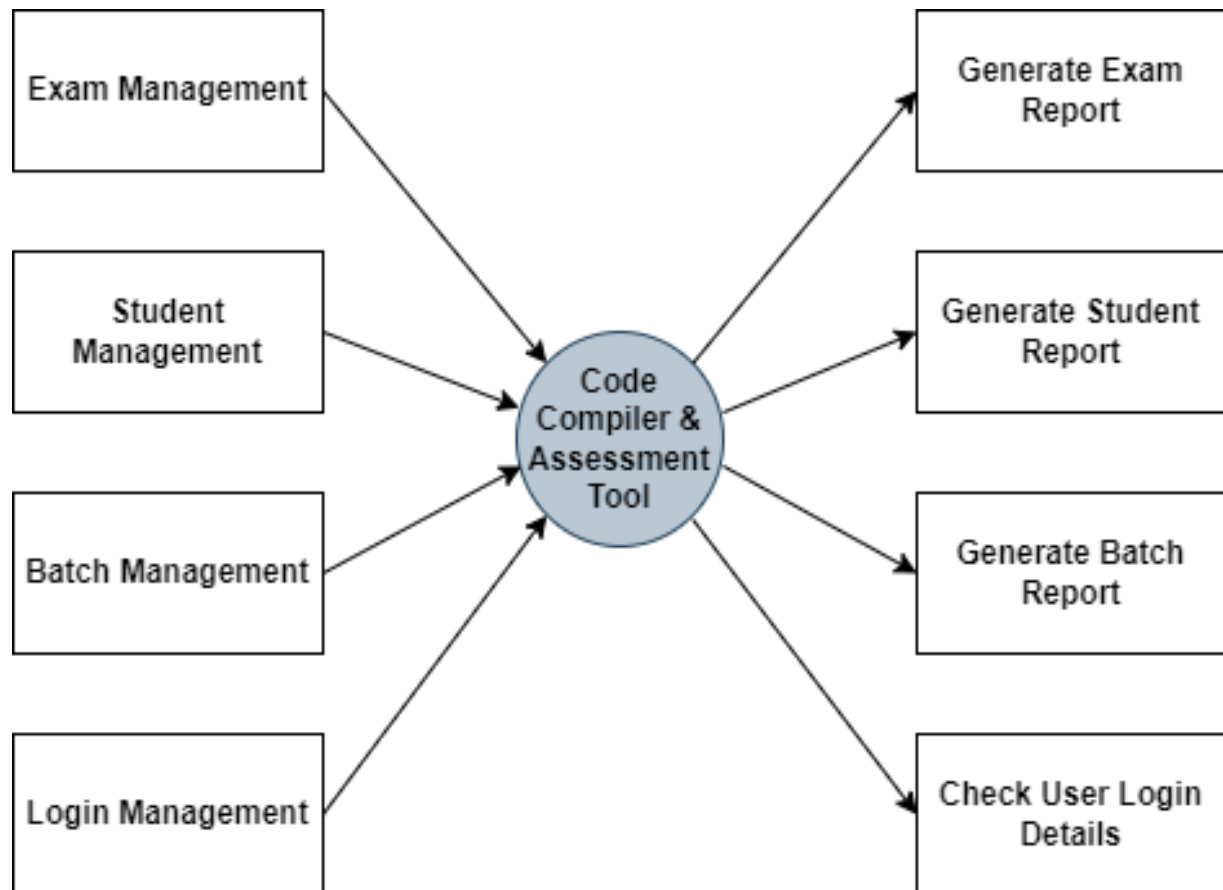 Exam Management
Student
Management
Batch Management
Login Management
Code
Compiler &
Assessment
Tool
Generate Exam
Report
Generate Student
Report
Generate Batch
Report
Check User Login
Details